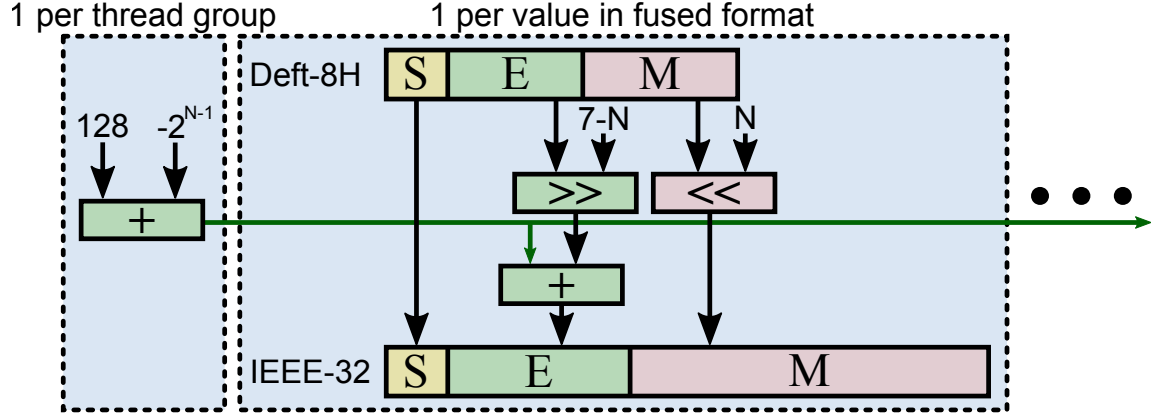 1 per thread group
1 per value in fused format
Deft-8H
S E M
128 -2^{N-1}
7-N
N
>>
<<
+
+
IEEE-32
S E M